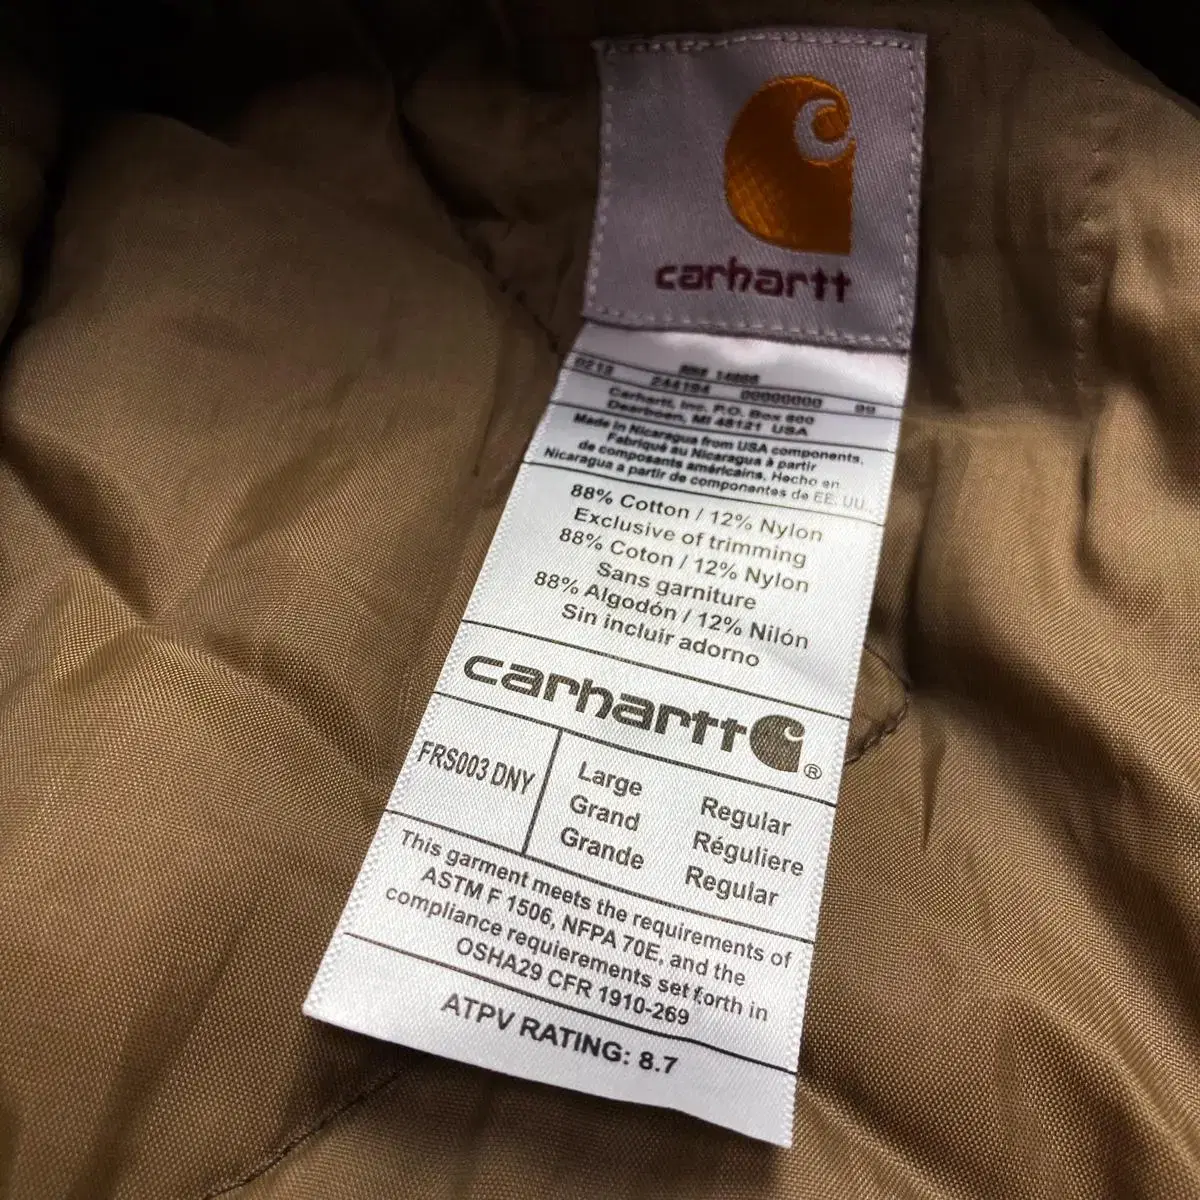 carhartt
0213 244194 00000000 99
Carhartt, Inc. P.O. Box 600
Dearborn, MI 48121 USA
Made in Nicaragua from USA components.
Fabriqué au Nicaragua à partir
de composants américains. Hecho en
Nicaragua a partir de componentes de EE. UU.
88% Cotton / 12% Nylon
Exclusive of trimming
88% Coton / 12% Nylon
Sans garniture
88% Algodón / 12% Nilón
Sin incluir adorno
carhartt ®
FRS003 DNY
Large Regular
Grand Réguliere
Grande Regular
This garment meets the requirements of
ASTM F 1506, NFPA 70E, and the
compliance requierements set forth in
OSHA29 CFR 1910-269
ATPV RATING: 8.7